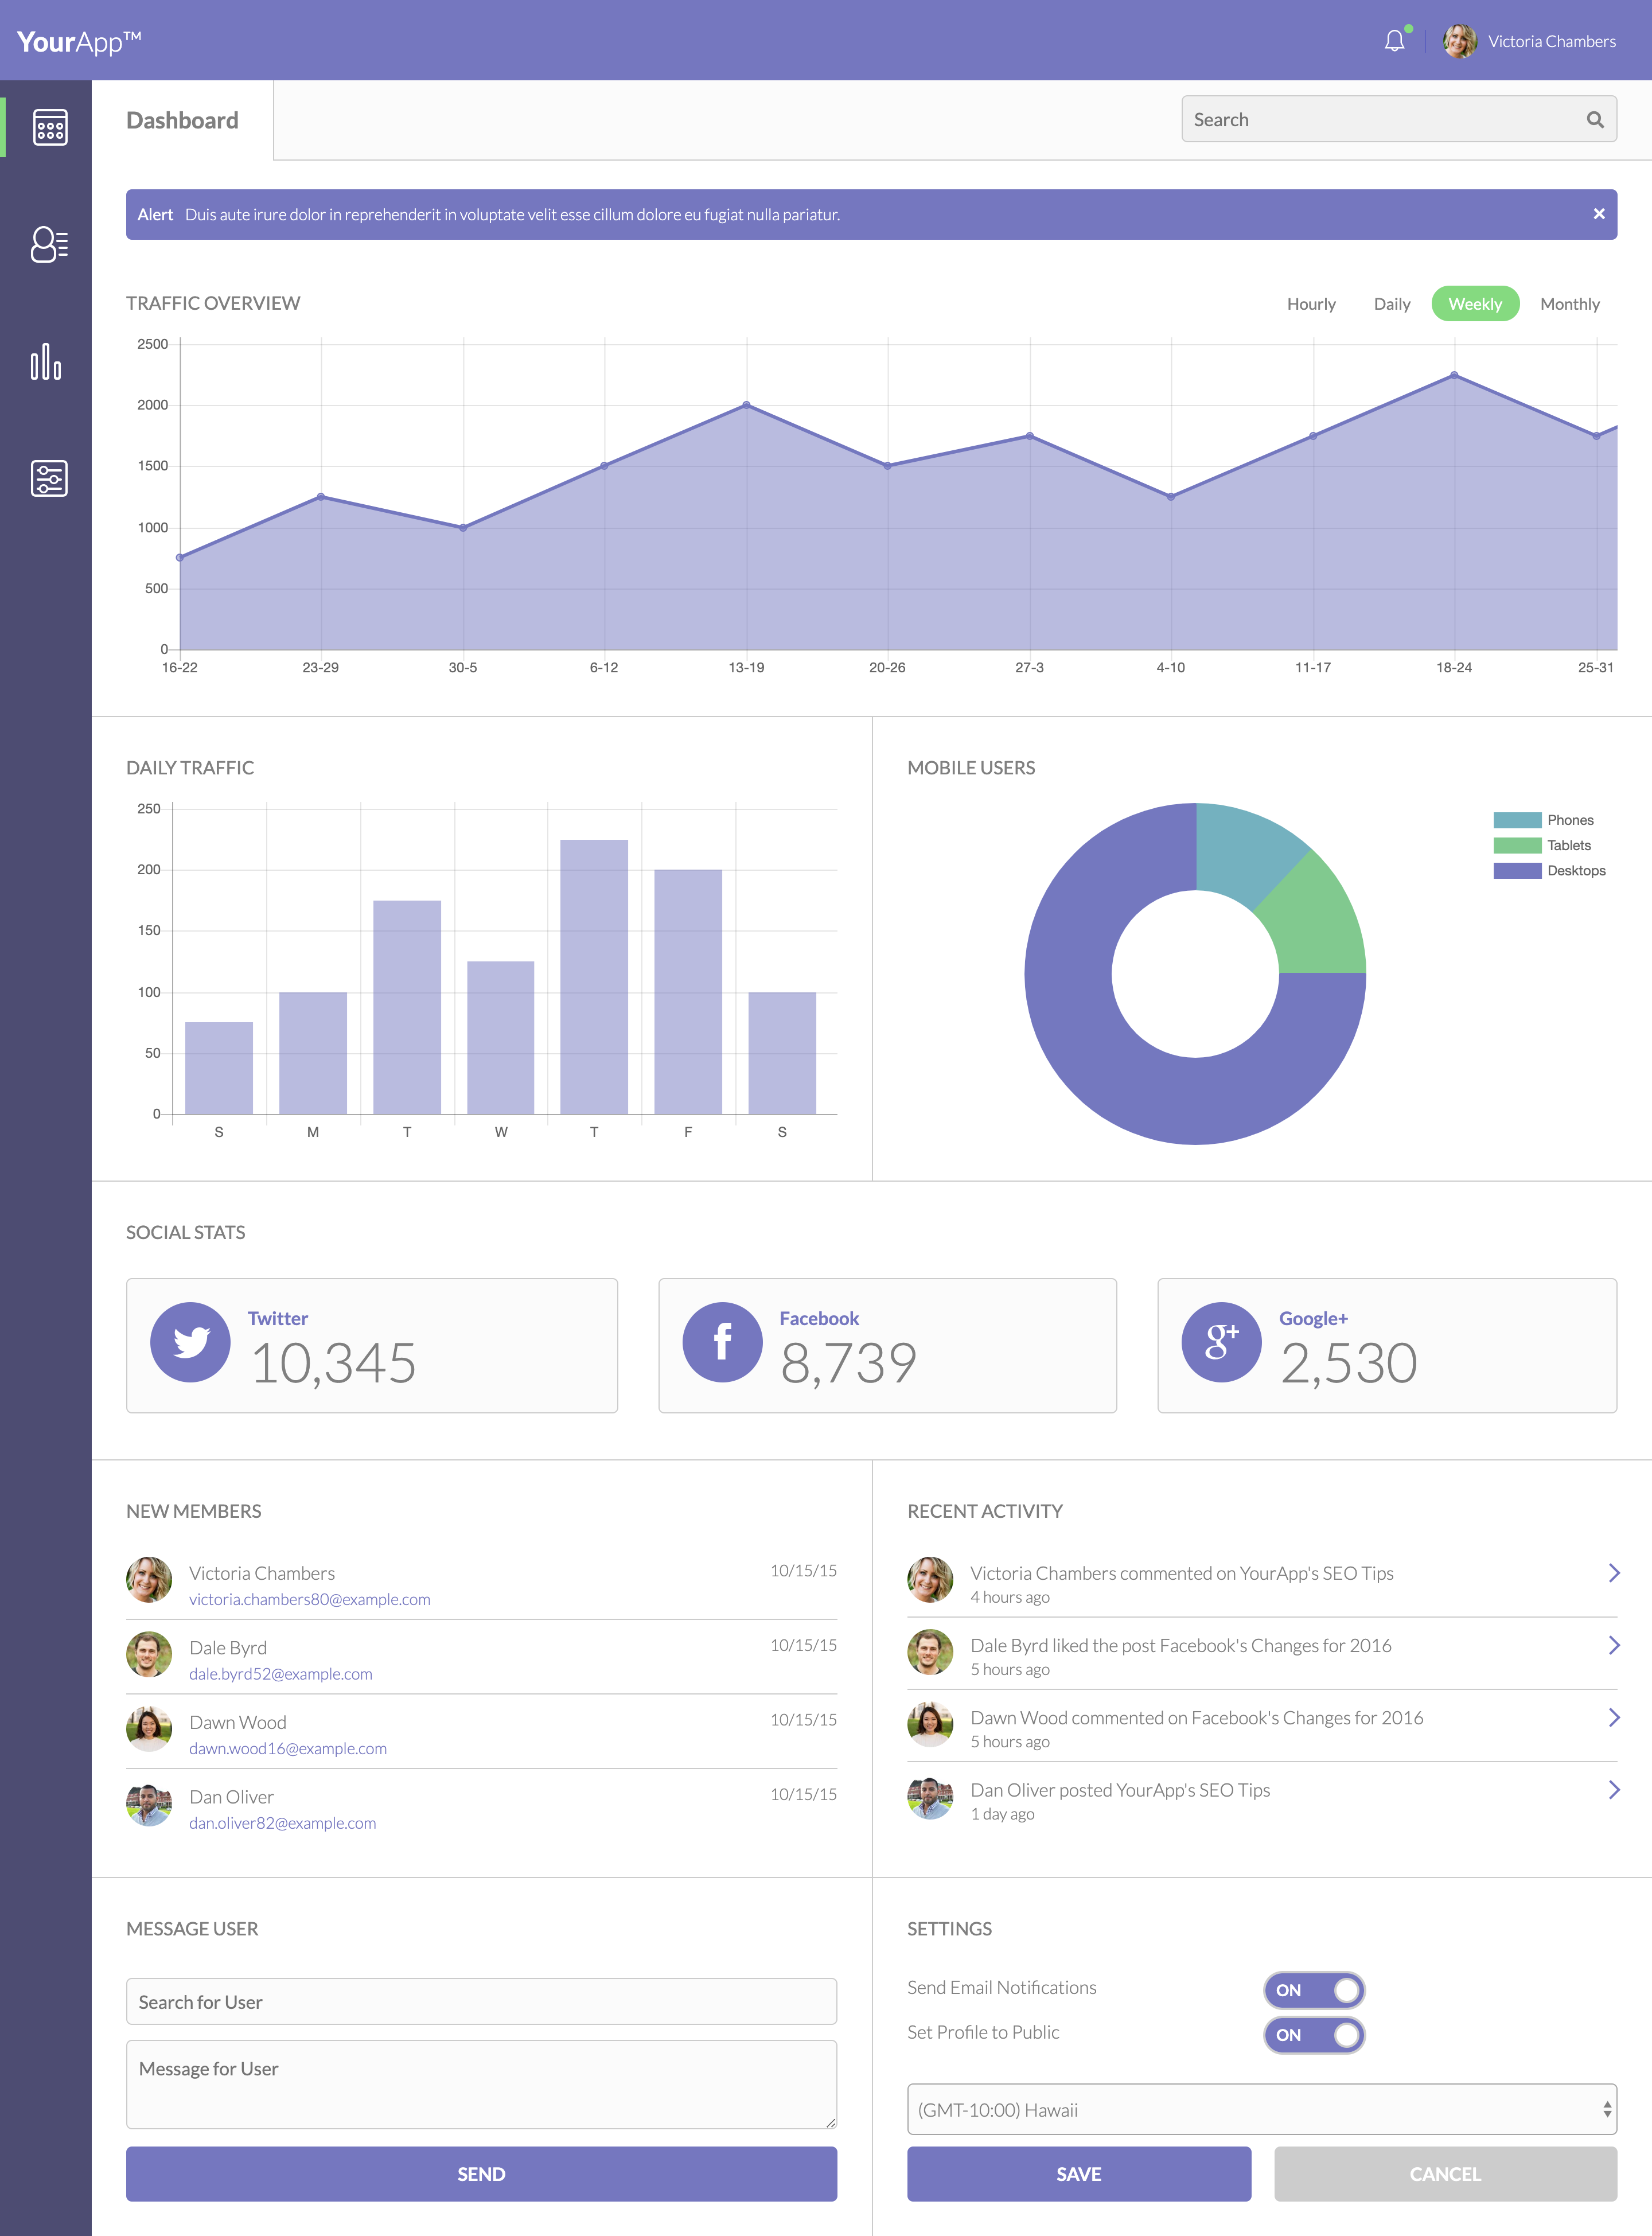 YourApp™
Victoria Chambers
Dashboard
Search
Alert Duis aute irure dolor in reprehenderit in voluptate velit esse cillum dolore eu fugiat nulla pariatur.
TRAFFIC OVERVIEW
Hourly Daily Weekly Monthly
2500
2000
1500
1000
500
0
16-22 23-29 30-5 6-12 13-19 20-26 27-3 4-10 11-17 18-24 25-31
DAILY TRAFFIC
250
200
150
100
50
0
S M T W T F S
MOBILE USERS
Phones
Tablets
Desktops
SOCIAL STATS
Twitter
10,345
Facebook
8,739
g+
Google+
2,530
NEW MEMBERS
Victoria Chambers 10/15/15
victoria.chambers80@example.com
Dale Byrd 10/15/15
dale.byrd52@example.com
Dawn Wood 10/15/15
dawn.wood16@example.com
Dan Oliver 10/15/15
dan.oliver82@example.com
RECENT ACTIVITY
Victoria Chambers commented on YourApp's SEO Tips
4 hours ago
Dale Byrd liked the post Facebook's Changes for 2016
5 hours ago
Dawn Wood commented on Facebook's Changes for 2016
5 hours ago
Dan Oliver posted YourApp's SEO Tips
1 day ago
MESSAGE USER
Search for User
Message for User
SEND
SETTINGS
Send Email Notifications ON
Set Profile to Public ON
(GMT-10:00) Hawaii
SAVE CANCEL